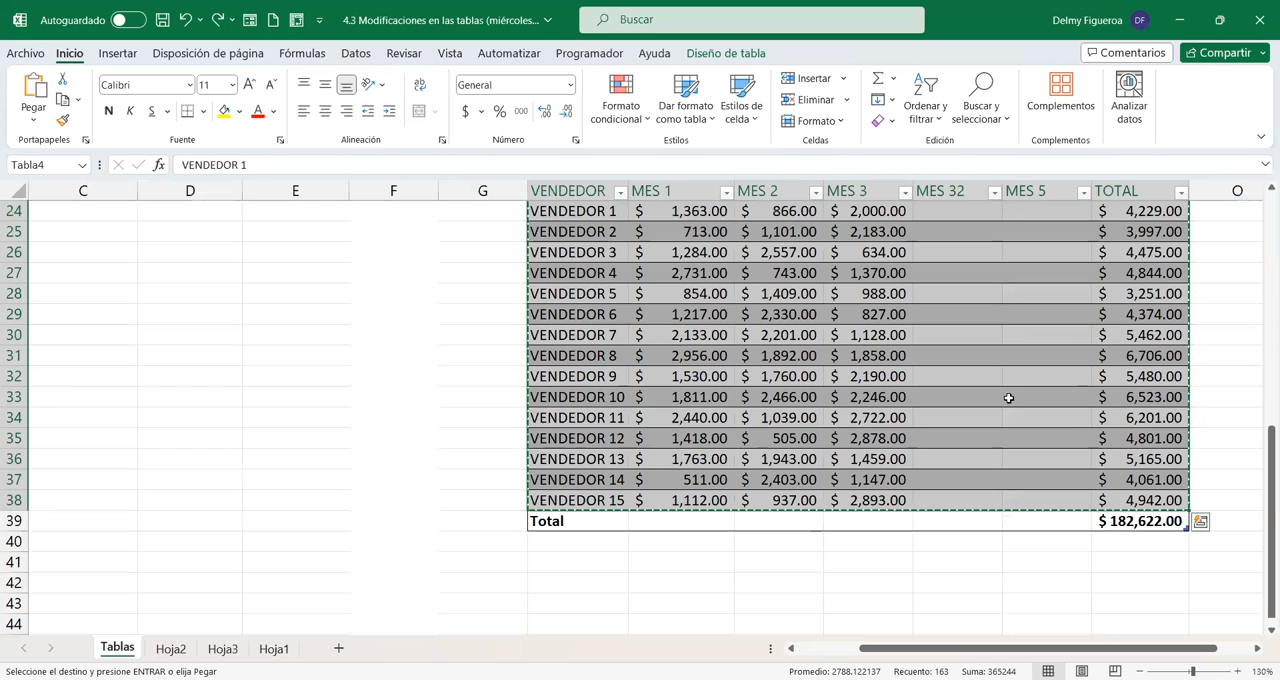 Autoguardado 4.3 Modificaciones en las tablas (miércoles... Buscar Delmy Figueroa DF
Archivo Inicio Insertar Disposición de página Fórmulas Datos Revisar Vista Automatizar Programador Ayuda Diseño de tabla Comentarios Compartir
Pegar Calibri 11 General Formato condicional Dar formato como tabla Estilos de celda Insertar Eliminar Formato Ordenar y filtrar Buscar y seleccionar Complementos Analizar datos
N K S $ % 000
Portapapeles Fuente Alineación Número Estilos Celdas Edición Complementos
Tabla4 fx VENDEDOR 1
C D E F G VENDEDOR MES 1 MES 2 MES 3 MES 32 MES 5 TOTAL O
24 VENDEDOR 1 $ 1,363.00 $ 866.00 $ 2,000.00 $ 4,229.00
25 VENDEDOR 2 $ 713.00 $ 1,101.00 $ 2,183.00 $ 3,997.00
26 VENDEDOR 3 $ 1,284.00 $ 2,557.00 $ 634.00 $ 4,475.00
27 VENDEDOR 4 $ 2,731.00 $ 743.00 $ 1,370.00 $ 4,844.00
28 VENDEDOR 5 $ 854.00 $ 1,409.00 $ 988.00 $ 3,251.00
29 VENDEDOR 6 $ 1,217.00 $ 2,330.00 $ 827.00 $ 4,374.00
30 VENDEDOR 7 $ 2,133.00 $ 2,201.00 $ 1,128.00 $ 5,462.00
31 VENDEDOR 8 $ 2,956.00 $ 1,892.00 $ 1,858.00 $ 6,706.00
32 VENDEDOR 9 $ 1,530.00 $ 1,760.00 $ 2,190.00 $ 5,480.00
33 VENDEDOR 10 $ 1,811.00 $ 2,466.00 $ 2,246.00 $ 6,523.00
34 VENDEDOR 11 $ 2,440.00 $ 1,039.00 $ 2,722.00 $ 6,201.00
35 VENDEDOR 12 $ 1,418.00 $ 505.00 $ 2,878.00 $ 4,801.00
36 VENDEDOR 13 $ 1,763.00 $ 1,943.00 $ 1,459.00 $ 5,165.00
37 VENDEDOR 14 $ 511.00 $ 2,403.00 $ 1,147.00 $ 4,061.00
38 VENDEDOR 15 $ 1,112.00 $ 937.00 $ 2,893.00 $ 4,942.00
39 Total $ 182,622.00
40
41
42
43
44
Tablas Hoja2 Hoja3 Hoja1
Seleccione el destino y presione ENTRAR o elija Pegar Promedio: 2788.122137 Recuento: 163 Suma: 365244 130%